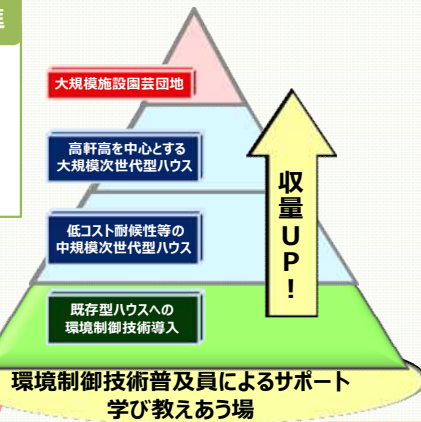 大規模施設園芸団地
高軒高を中心とする
大規模次世代型ハウス
低コスト耐候性等の
中規模次世代型ハウス
既存型ハウスへの
環境制御技術導入
収量UP!
環境制御技術普及員によるサポート
学び教えあう場